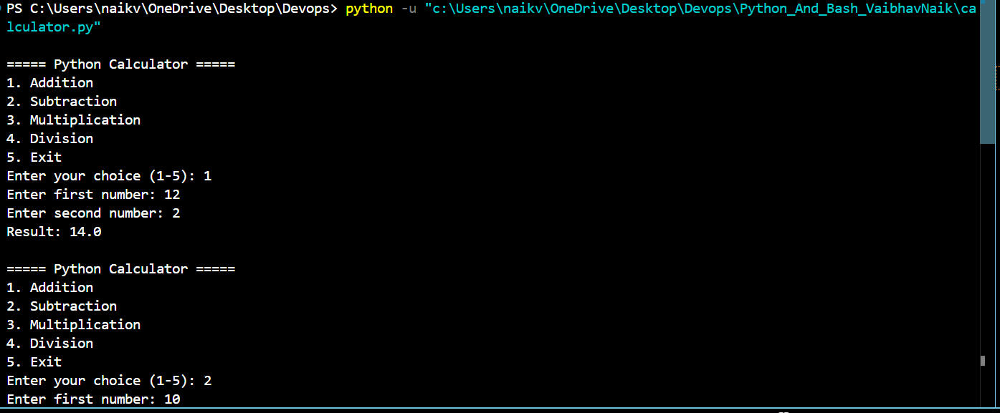 PS C:\Users\naikv\OneDrive\Desktop\Devops> python -u "c:\Users\naikv\OneDrive\Desktop\Devops\Python_And_Bash_VaibhavNaik\ca
lculator.py"
===== Python Calculator =====
1. Addition
2. Subtraction
3. Multiplication
4. Division
5. Exit
Enter your choice (1-5): 1
Enter first number: 12
Enter second number: 2
Result: 14.0
===== Python Calculator =====
1. Addition
2. Subtraction
3. Multiplication
4. Division
5. Exit
Enter your choice (1-5): 2
Enter first number: 10